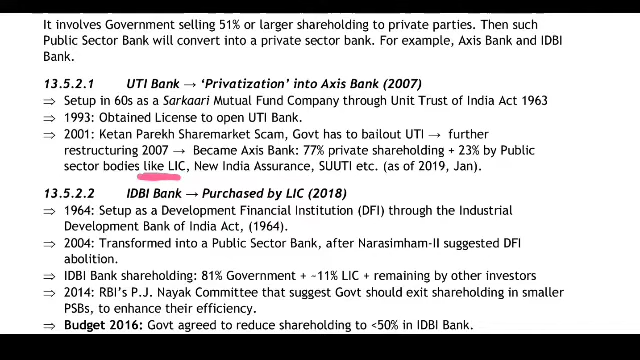 It involves Government selling 51% or larger shareholding to private parties. Then such
Public Sector Bank will convert into a private sector bank. For example, Axis Bank and IDBI
Bank.
13.5.2.1 UTI Bank → ‘Privatization’ into Axis Bank (2007)
⇒ Setup in 60s as a Sarkaari Mutual Fund Company through Unit Trust of India Act 1963
⇒ 1993: Obtained License to open UTI Bank.
⇒ 2001: Ketan Parekh Sharemarket Scam, Govt has to bailout UTI → further
restructuring 2007 → Became Axis Bank: 77% private shareholding + 23% by Public
sector bodies like LIC, New India Assurance, SUUTI etc. (as of 2019, Jan).
13.5.2.2 IDBI Bank → Purchased by LIC (2018)
⇒ 1964: Setup as a Development Financial Institution (DFI) through the Industrial
Development Bank of India Act, (1964).
⇒ 2004: Transformed into a Public Sector Bank, after Narasimham-II suggested DFI
abolition.
⇒ IDBI Bank shareholding: 81% Government + ~11% LIC + remaining by other investors
⇒ 2014: RBI's P.J. Nayak Committee that suggest Govt should exit shareholding in smaller
PSBs, to enhance their efficiency.
⇒ Budget 2016: Govt agreed to reduce shareholding to <50% in IDBI Bank.